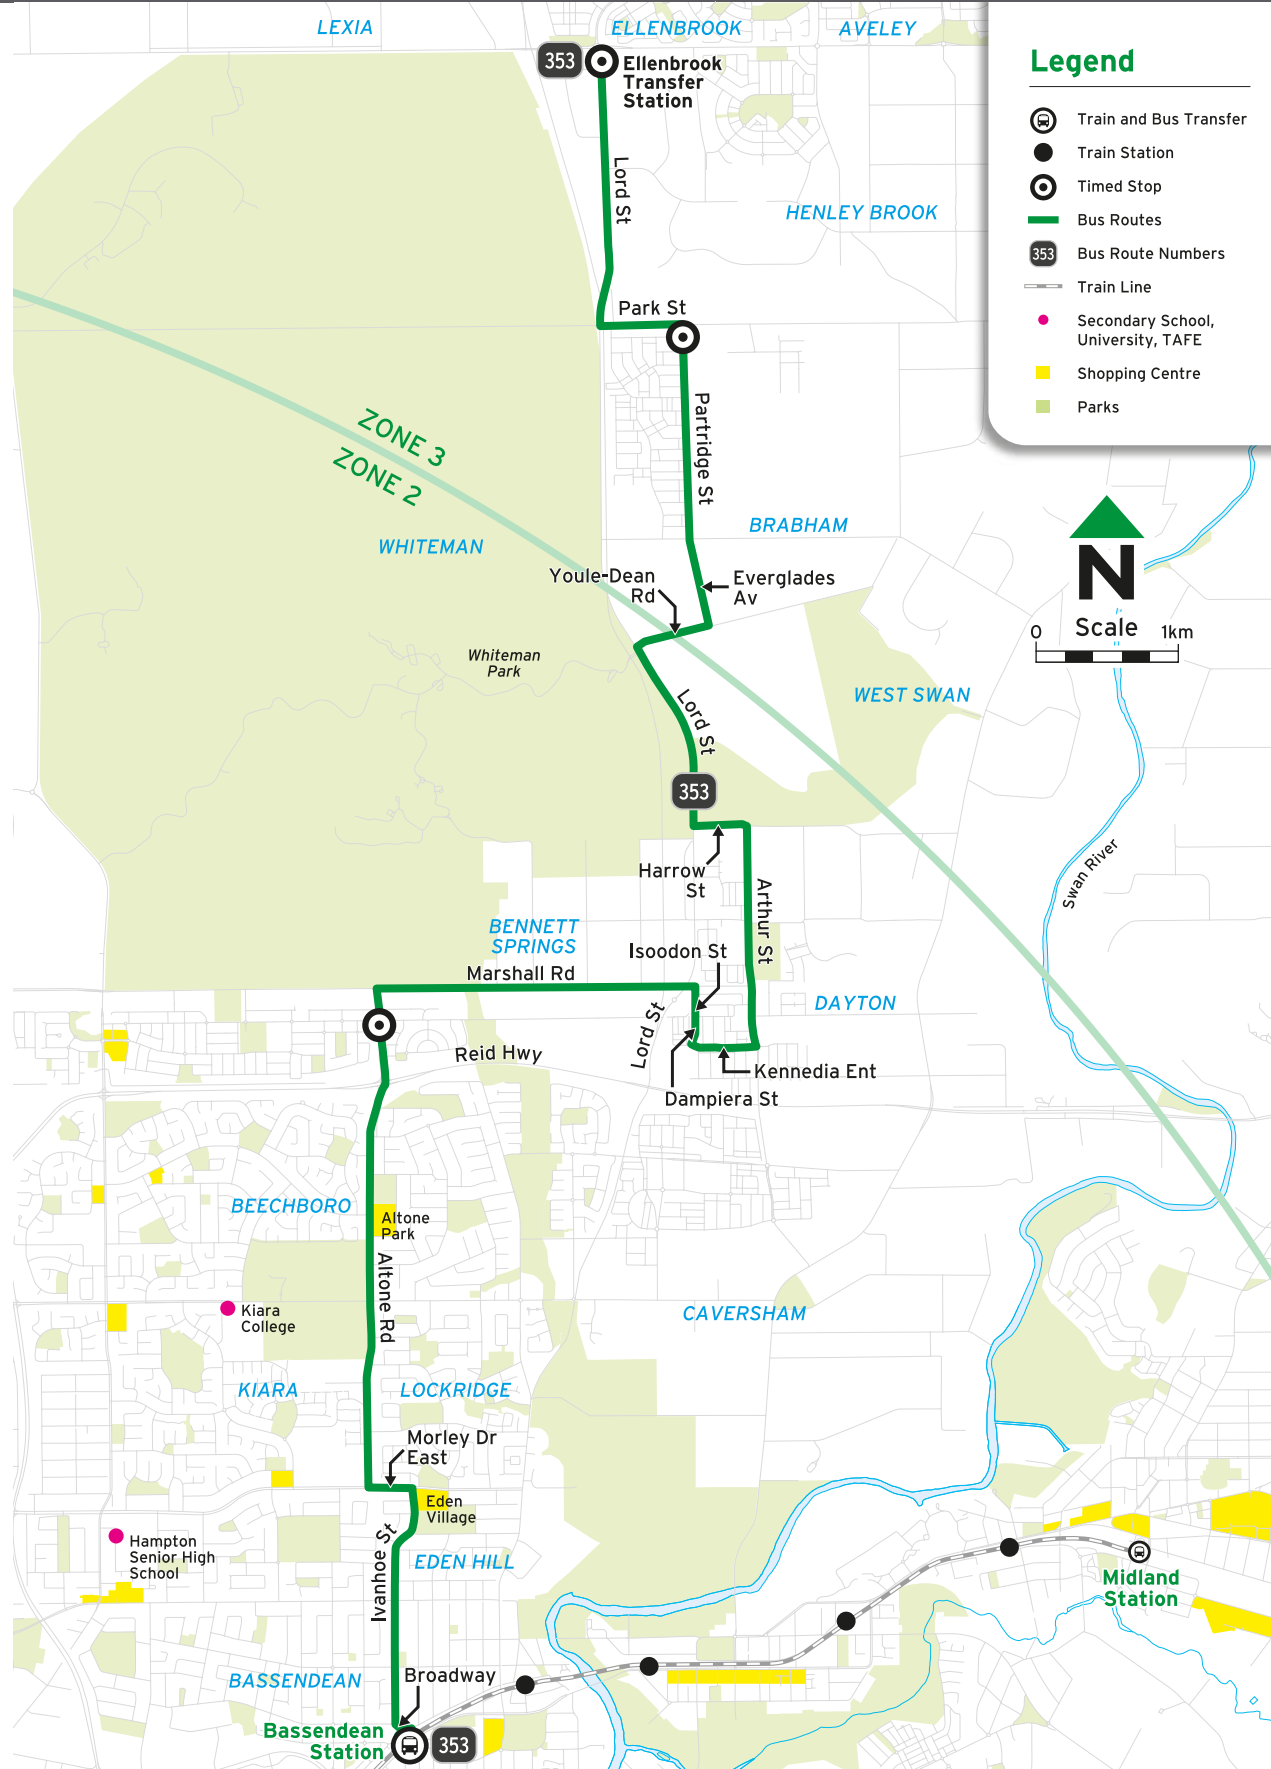 LEXIA
ELLENBROOK
AVELEY
353
Ellenbrook
Transfer
Station
Legend
Train and Bus Transfer
Train Station
Timed Stop
Bus Routes
353
Bus Route Numbers
Train Line
Secondary School,
University, TAFE
Shopping Centre
Parks
Lord St
HENLEY BROOK
Park St
Partridge St
ZONE 3
ZONE 2
WHITEMAN
BRABHAM
Youle-Dean
Rd
Everglades
Av
N
Scale
0
1km
Whiteman
Park
WEST SWAN
Lord St
353
Harrow
St
Swan River
Arthur St
BENNETT
SPRINGS
Isoodon St
Marshall Rd
DAYTON
Lord St
Reid Hwy
Kennedia Ent
Dampiera St
BEECHBORO
Altone
Park
Altone Rd
Kiara
College
CAVERSHAM
KIARA
LOCKRIDGE
Morley Dr
East
Eden
Village
Hampton
Senior High
School
Ivanhoe St
EDEN HILL
Midland
Station
BASSENDEAN
Broadway
Bassendean
Station
353